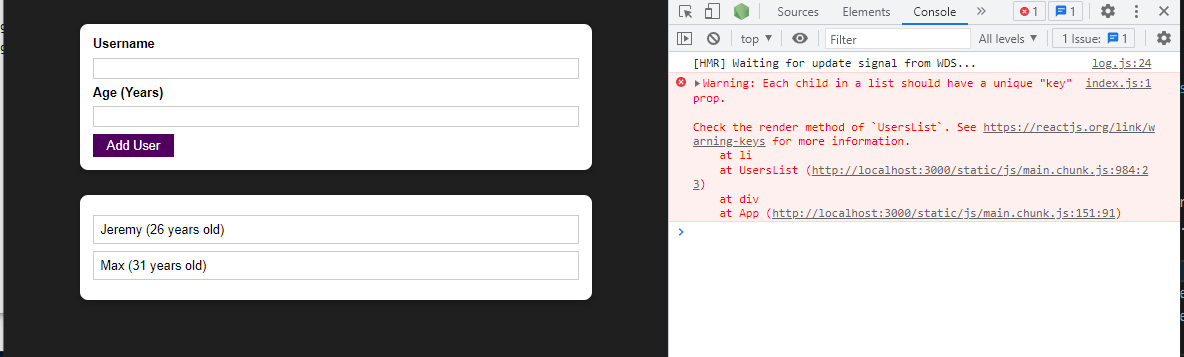 Username
Age (Years)
Add User
Jeremy (26 years old)
Max (31 years old)
Sources Elements Console » 1 1
top ▼ Filter All levels ▼ 1 Issue: 1
[HMR] Waiting for update signal from WDS... log.js:24
▶Warning: Each child in a list should have a unique "key" index.js:1
prop.
Check the render method of `UsersList`. See https://reactjs.org/link/w
arning-keys for more information.
at li
at UsersList (http://localhost:3000/static/js/main.chunk.js:984:2
3)
at div
at App (http://localhost:3000/static/js/main.chunk.js:151:91)